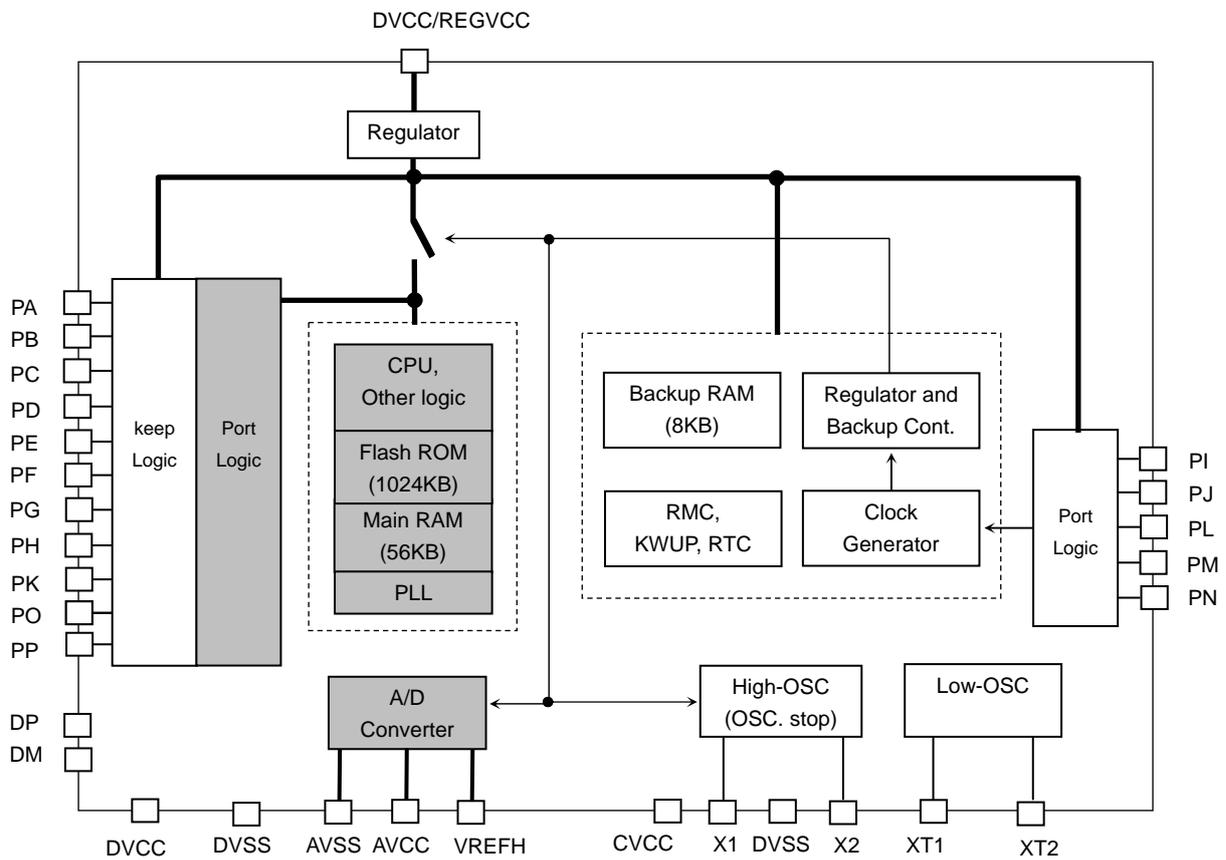 DVCC/REGVCC
Regulator
PA
PB
PC
PD
PE
PF
PG
PH
PK
PO
PP
DP
DM
keep
Logic
Port
Logic
CPU,
Other logic
Flash ROM
(1024KB)
Main RAM
(56KB)
PLL
Backup RAM
(8KB)
Regulator and
Backup Cont.
RMC,
KWUP, RTC
Clock
Generator
Port
Logic
PI
PJ
PL
PM
PN
A/D
Converter
High-OSC
(OSC. stop)
Low-OSC
DVCC
DVSS
AVSS
AVCC
VREFH
CVCC
X1
DVSS
X2
XT1
XT2